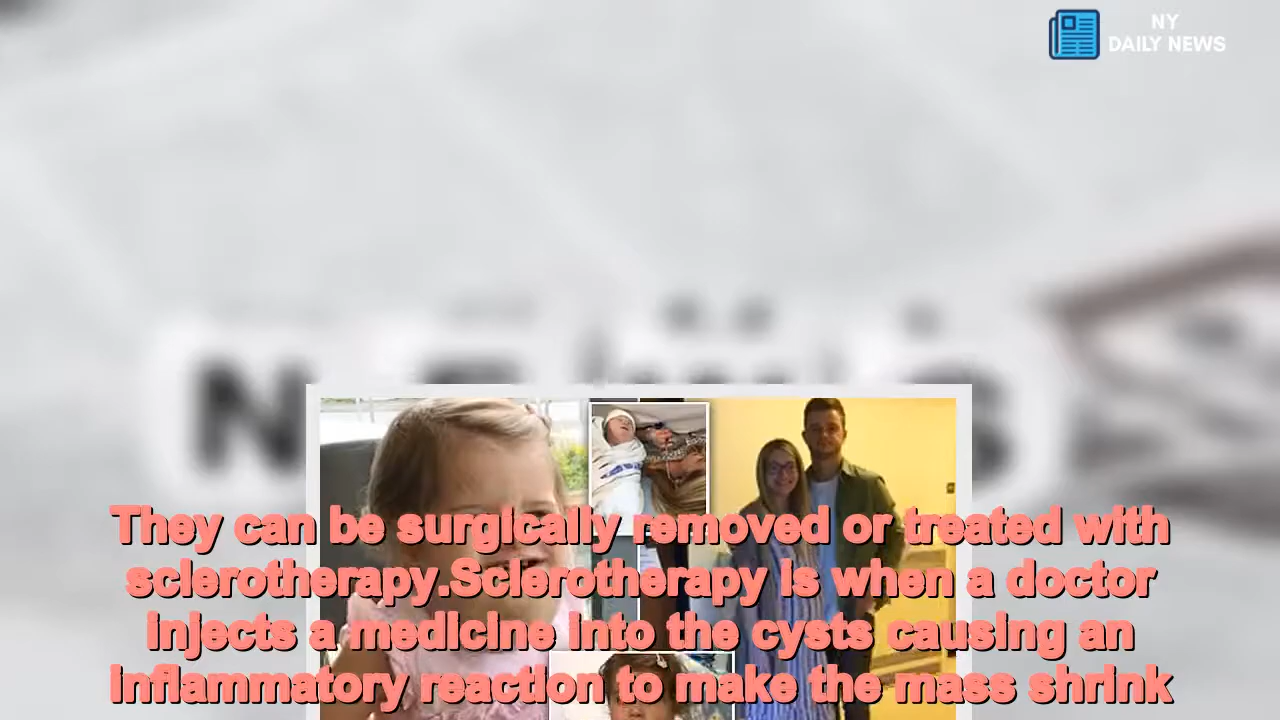 NY
DAILY NEWS
They can be surgically removed or treated with
sclerotherapy.Sclerotherapy is when a doctor
injects a medicine into the cysts causing an
inflammatory reaction to make the mass shrink